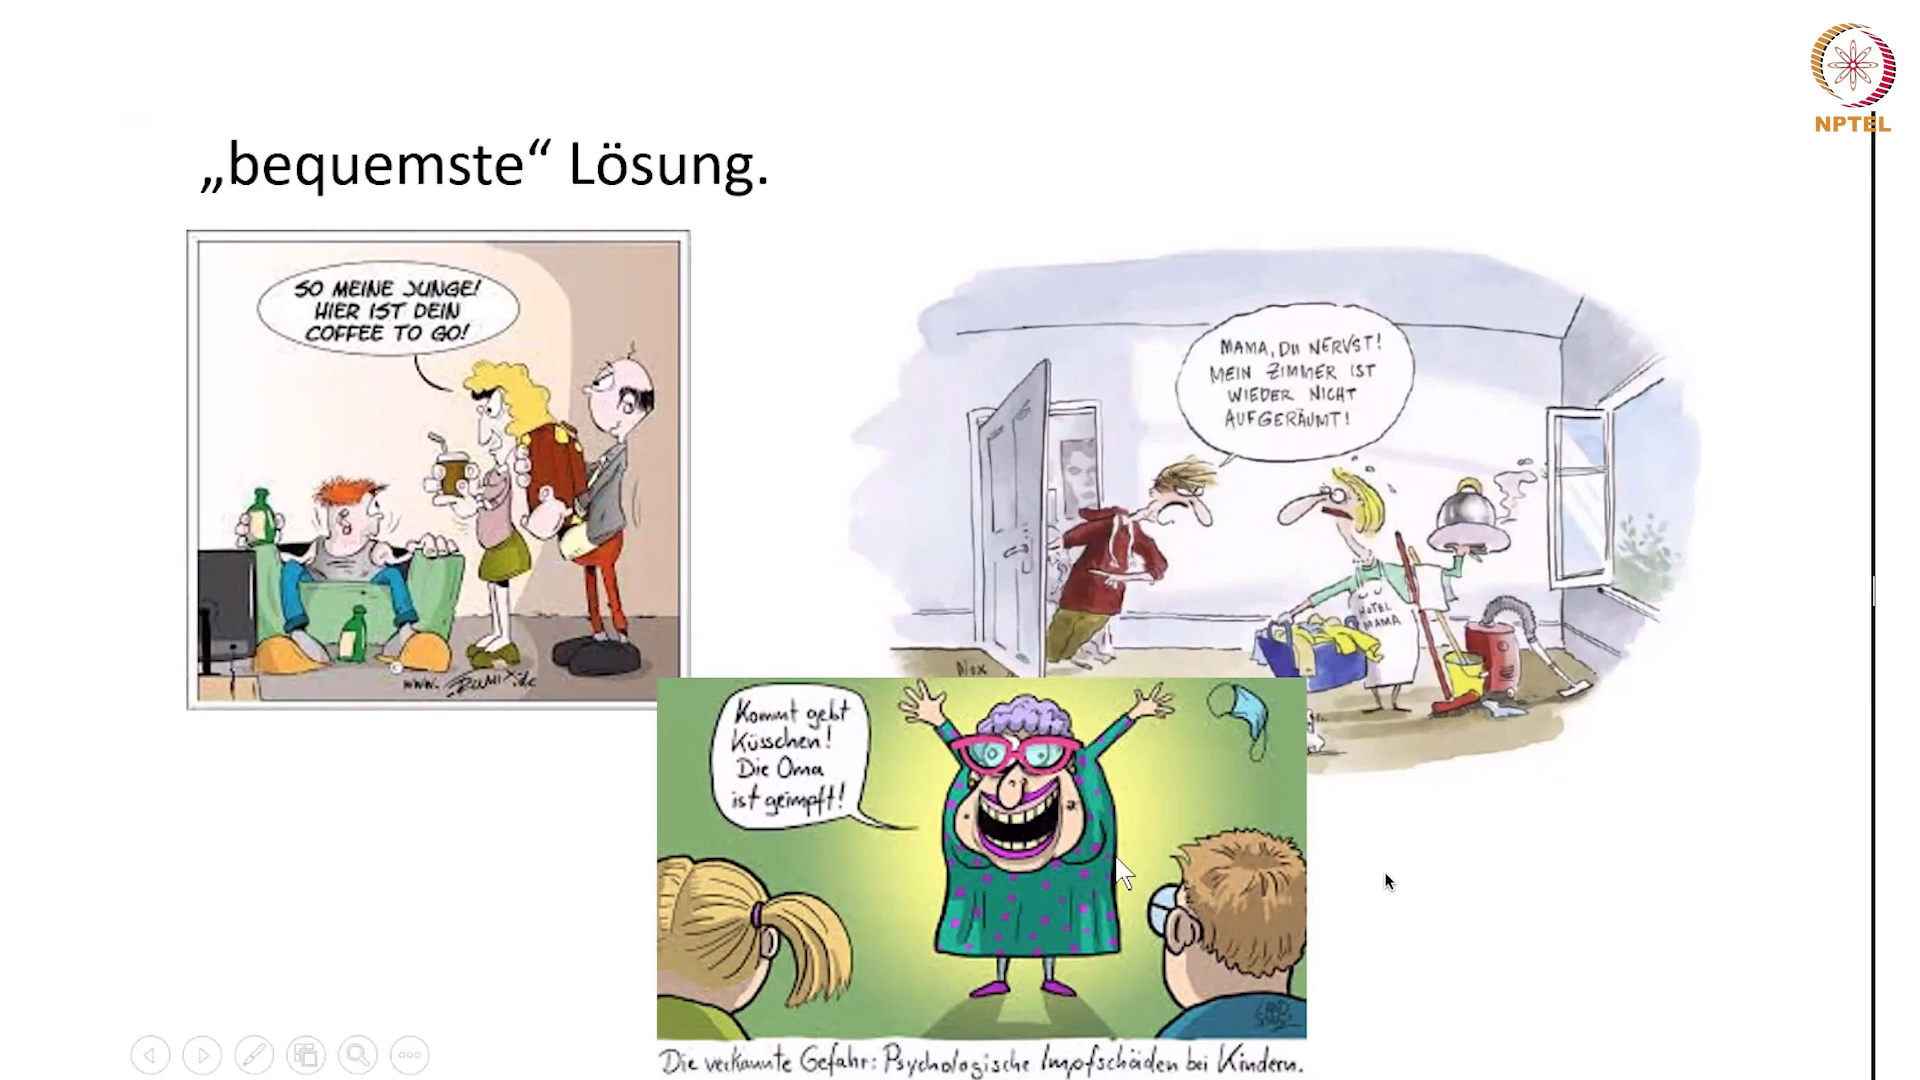 NPTEL
„bequemste“ Lösung.
SO MEINE JUNGE!
HIER IST DEIN
COFFEE TO GO!
MAMA, DU NERVST!
MEIN ZIMMER IST
WIEDER NICHT
AUFGERÄUMT!
HOTEL
MAMA
Kommt gebt
Küsschen!
Die Oma
ist geimpft!
Die verkannte Gefahr: Psychologische Impfschäden bei Kindern.